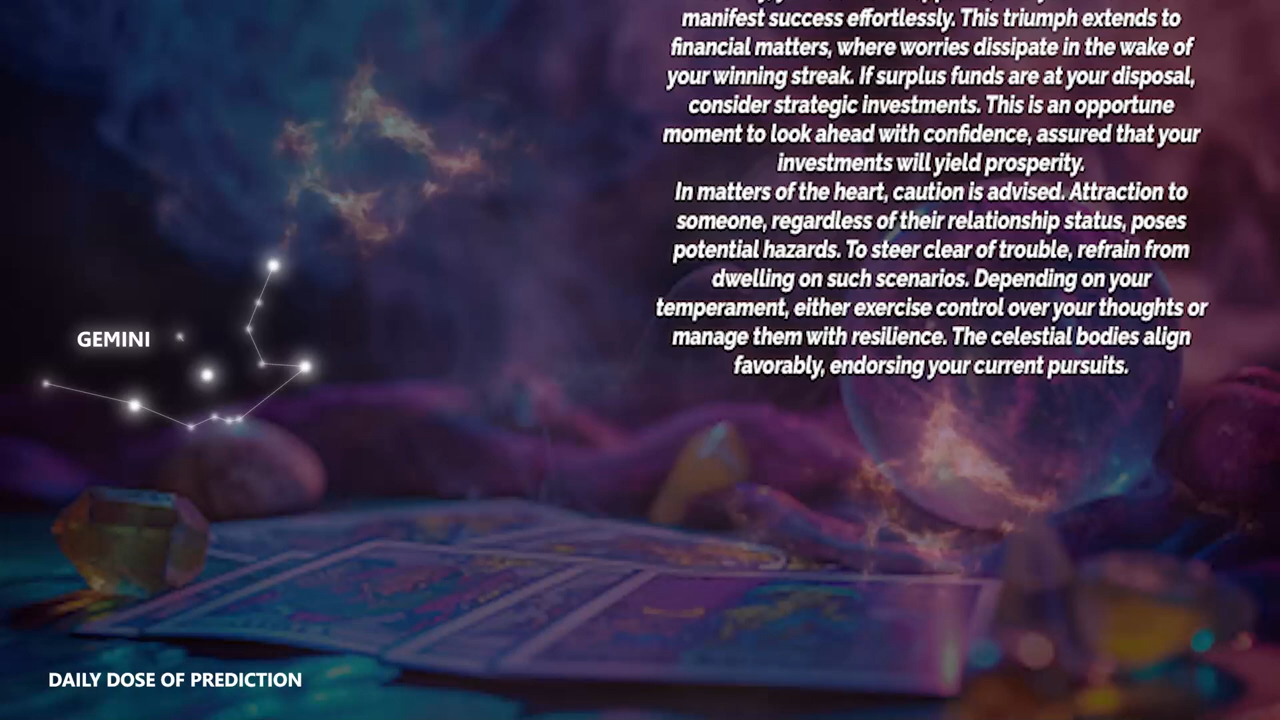 manifest success effortlessly. This triumph extends to
financial matters, where worries dissipate in the wake of
your winning streak. If surplus funds are at your disposal,
consider strategic investments. This is an opportune
moment to look ahead with confidence, assured that your
investments will yield prosperity.
In matters of the heart, caution is advised. Attraction to
someone, regardless of their relationship status, poses
potential hazards. To steer clear of trouble, refrain from
dwelling on such scenarios. Depending on your
temperament, either exercise control over your thoughts or
manage them with resilience. The celestial bodies align
favorably, endorsing your current pursuits.
GEMINI
DAILY DOSE OF PREDICTION